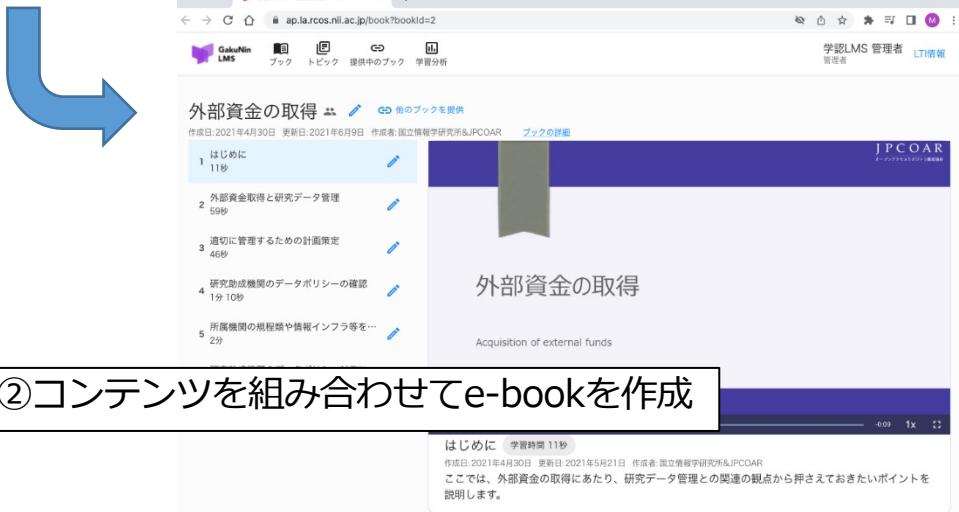 ap.la.rcos.nii.ac.jp/book?bookId=2
M
GakuNin LMS
ブック
トピック
提供中のブック
学習分析
学認LMS 管理者
管理者
LTI情報
外部資金の取得
他のブックを提供
作成日:2021年4月30日 更新日:2021年6月9日 作成者:国立情報学研究所&JPCOAR
ブックの詳細
1 はじめに
11秒
2 外部資金取得と研究データ管理
59秒
3 適切に管理するための計画策定
46秒
4 研究助成機関のデータポリシーの確認
1分 10秒
5 所属機関の規程類や情報インフラ等を…
2分
JPCOAR
外部資金の取得
Acquisition of external funds
②コンテンツを組み合わせてe-bookを作成
-0:09 1x
はじめに 学習時間 11秒
作成日:2021年4月30日 更新日:2021年5月21日 作成者:国立情報学研究所&JPCOAR
ここでは、外部資金の取得にあたり、研究データ管理との関連の観点から押さえておきたいポイントを
説明します。